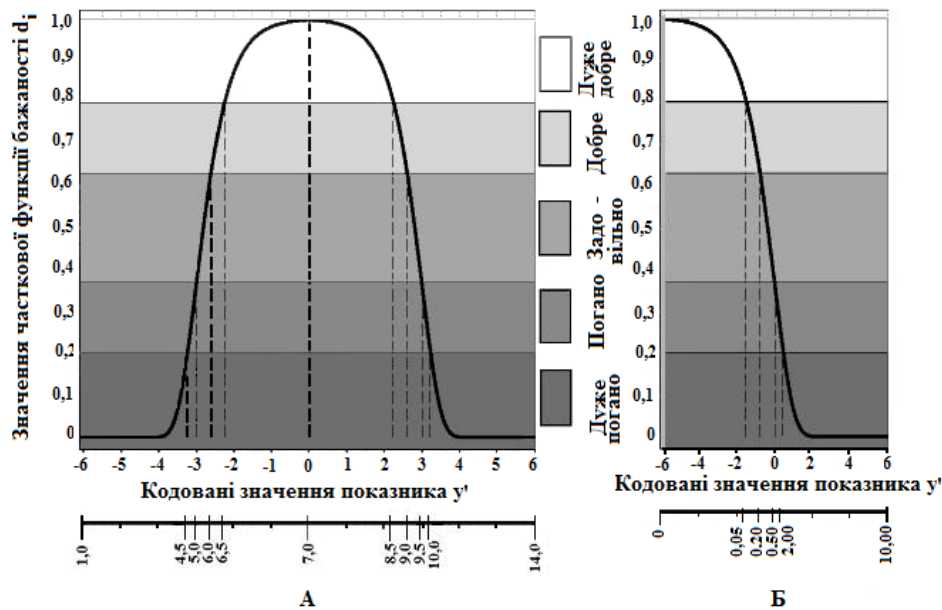 Значення часткової функції бажаності d i
1,0
0,9
0,8
0,7
0,6
0,5
0,4
0,3
0,2
0,1
0
-6 -5 -4 -3 -2 -1 0 1 2 3 4 5 6
Кодовані значення показника y'
1,0 4,5 5,0 6,0 6,5 7,0 8,5 9,0 9,5 10,0 14,0
А
Дуже
добре
Добре
Задо -
вільно
Погано
Дуже
погано
1,0
0,9
0,8
0,7
0,6
0,5
0,4
0,3
0,2
0,1
0
-6 -4 -2 0 2 4 6
Кодовані значення показника y'
0 0,05 0.20 0.50 2,00 10,00
Б